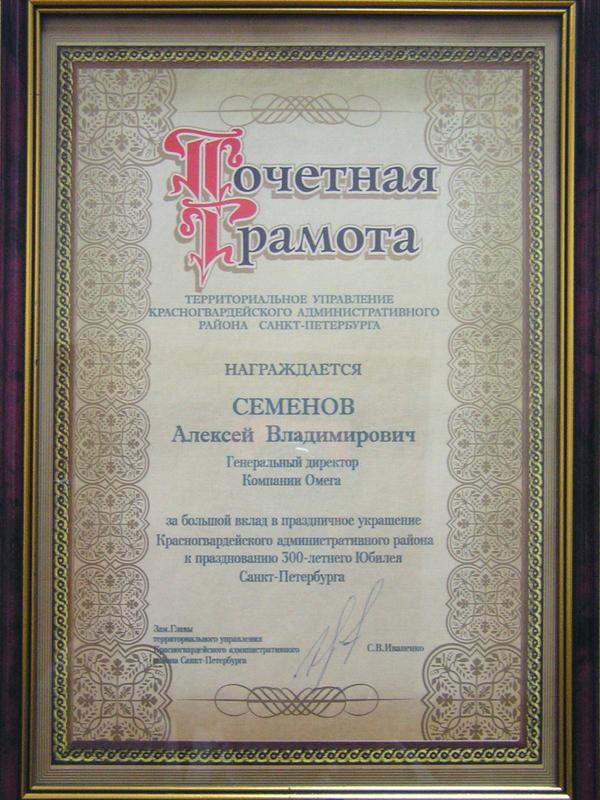 Почетная
Грамота
ТЕРРИТОРИАЛЬНОЕ УПРАВЛЕНИЕ
КРАСНОГВАРДЕЙСКОГО АДМИНИСТРАТИВНОГО
РАЙОНА САНКТ-ПЕТЕРБУРГА
НАГРАЖДАЕТСЯ
СЕМЕНОВ
Алексей Владимирович
Генеральный директор
Компании Омега
за большой вклад в праздничное украшение
Красногвардейского административного района
к празднованию 300-летнего Юбилея
Санкт-Петербурга
Зам.Главы
территориального управления
Красногвардейского административного
района Санкт-Петербурга
С.В.Иваненко